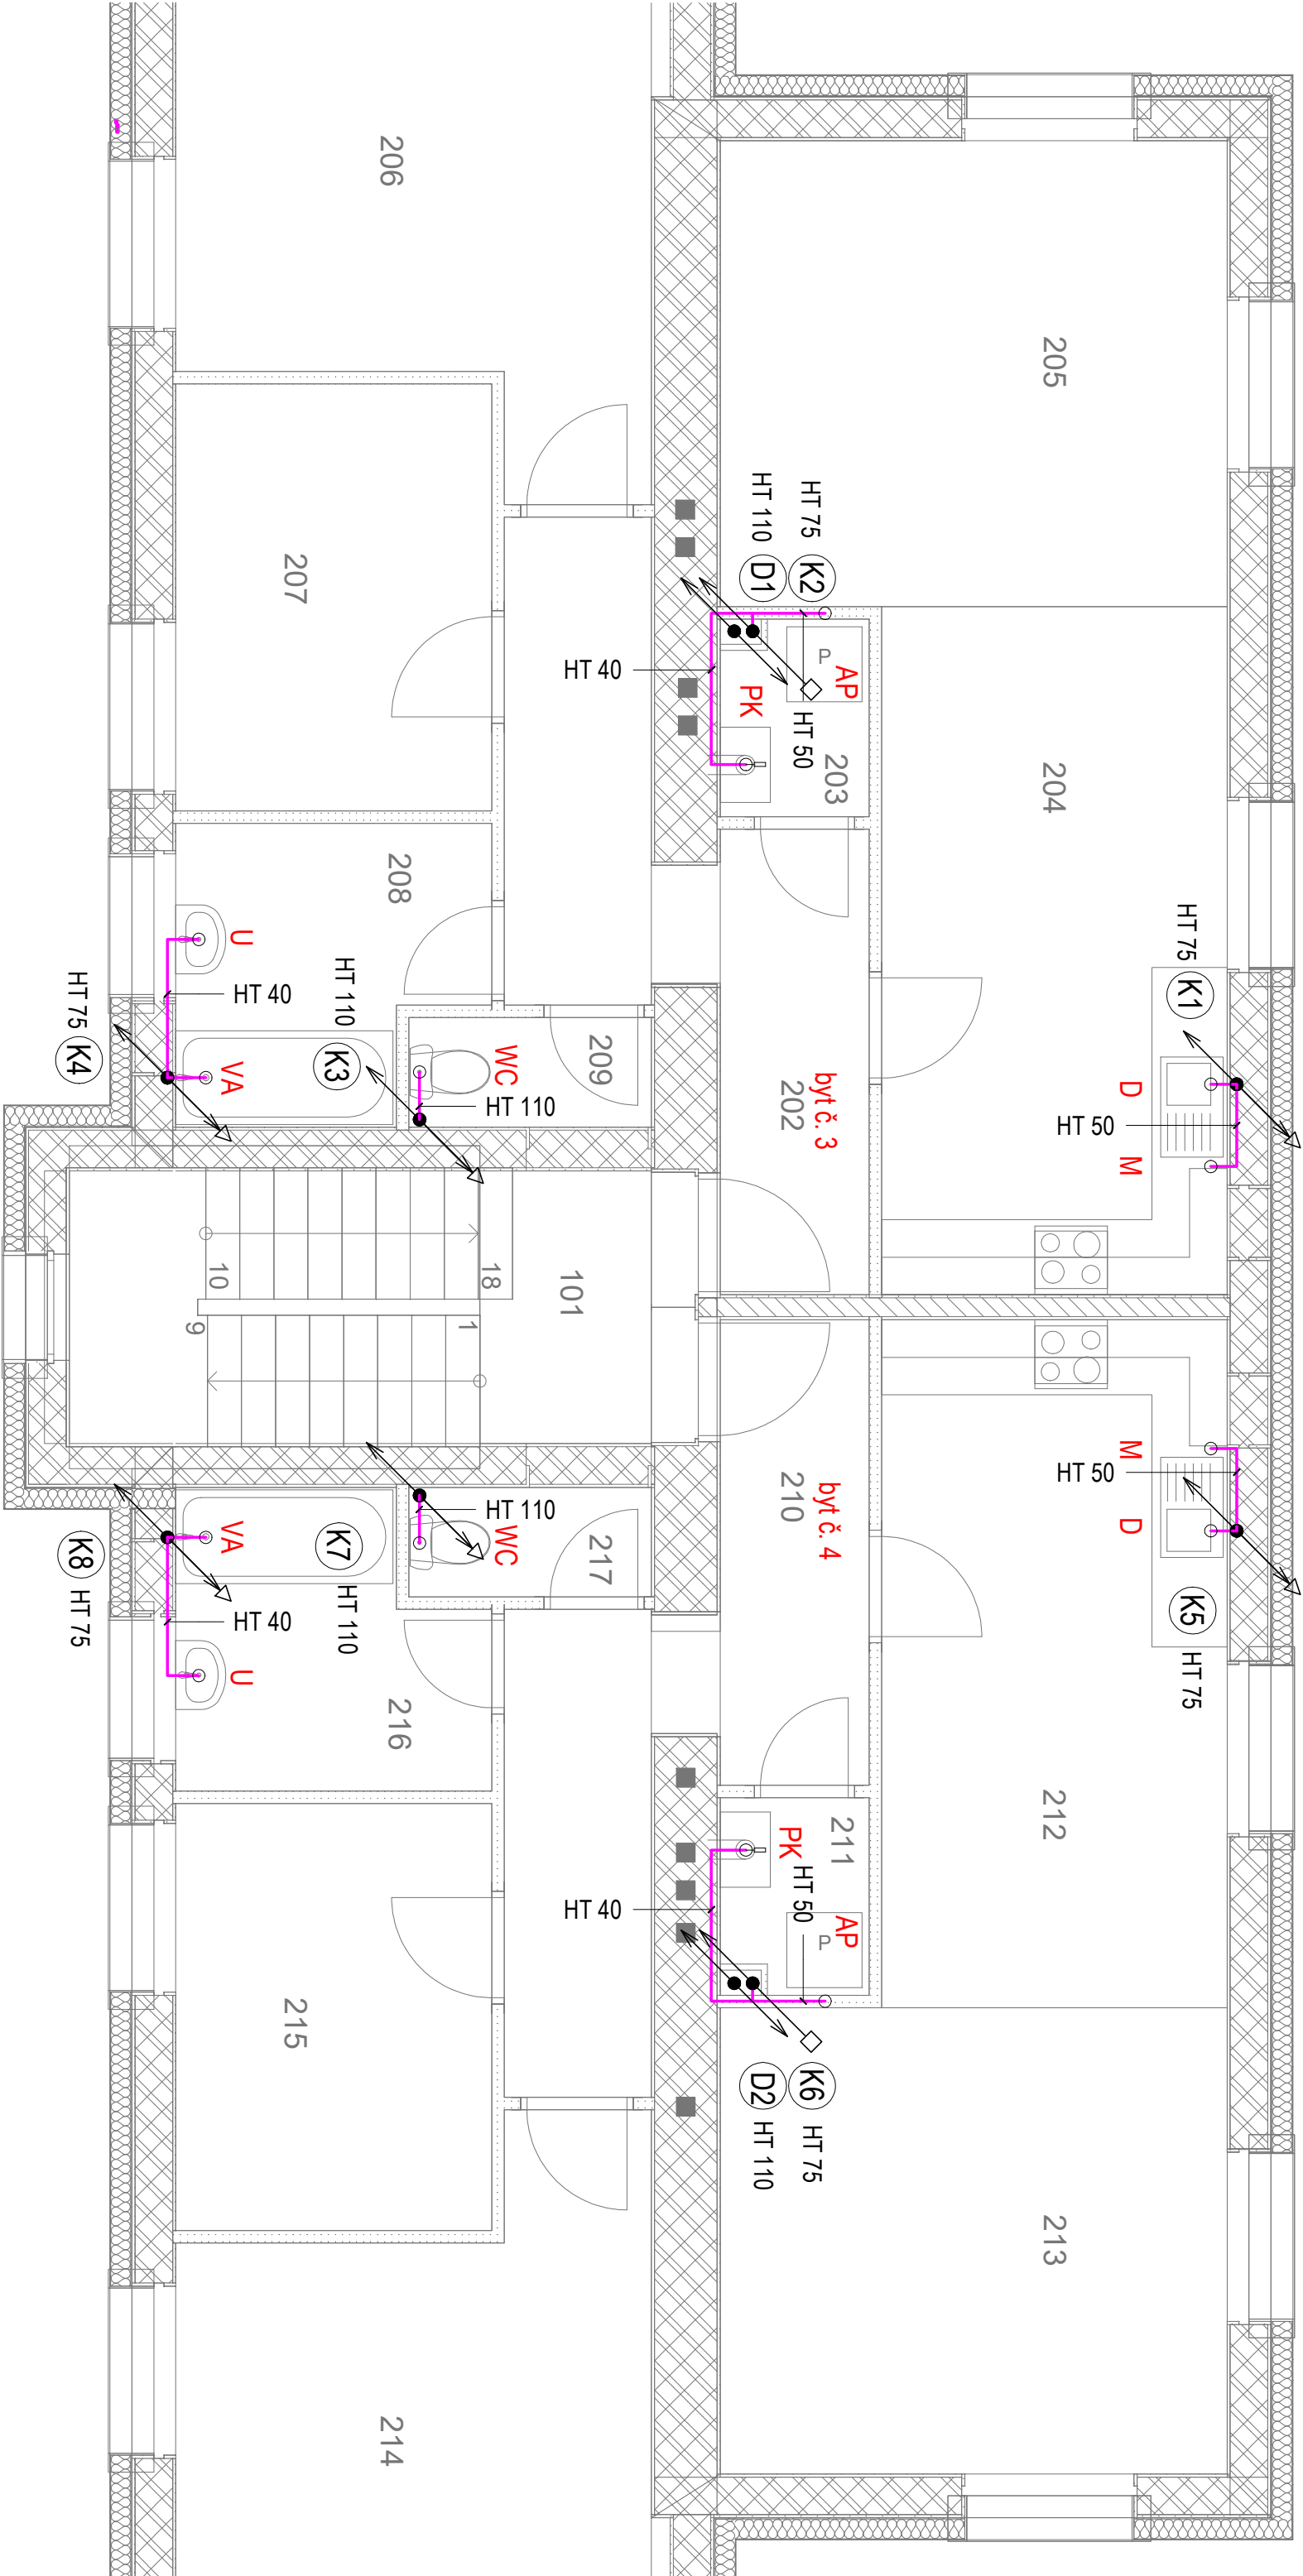 206
205
207
HT 110
D1
HT 75
K2
HT 40
P
AP
PK
HT 50
203
204
208
U
HT 40
HT 75
K4
VA
HT 110
K3
WC
209
HT 110
byt č. 3
202
HT 75
K1
D
HT 50
M
10
18
101
9
1
M
HT 50
D
K5
HT 75
byt č. 4
210
HT 110
WC
217
K7
HT 110
VA
K8
HT 75
HT 40
U
216
211
PK
HT 50
AP
P
HT 40
212
215
K6
HT 75
D2
HT 110
213
214